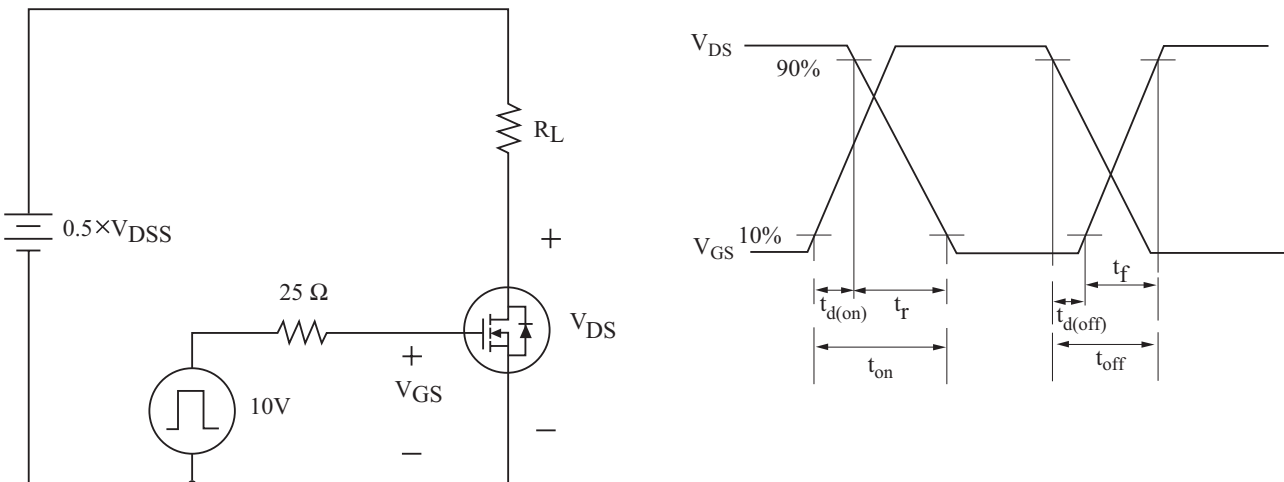 R_L
0.5×V_DSS
+
25 Ω
V_DS
+
V_GS
10V
−
−
V_DS
90%
V_GS
10%
t_d(on)
t_r
t_f
t_d(off)
t_on
t_off